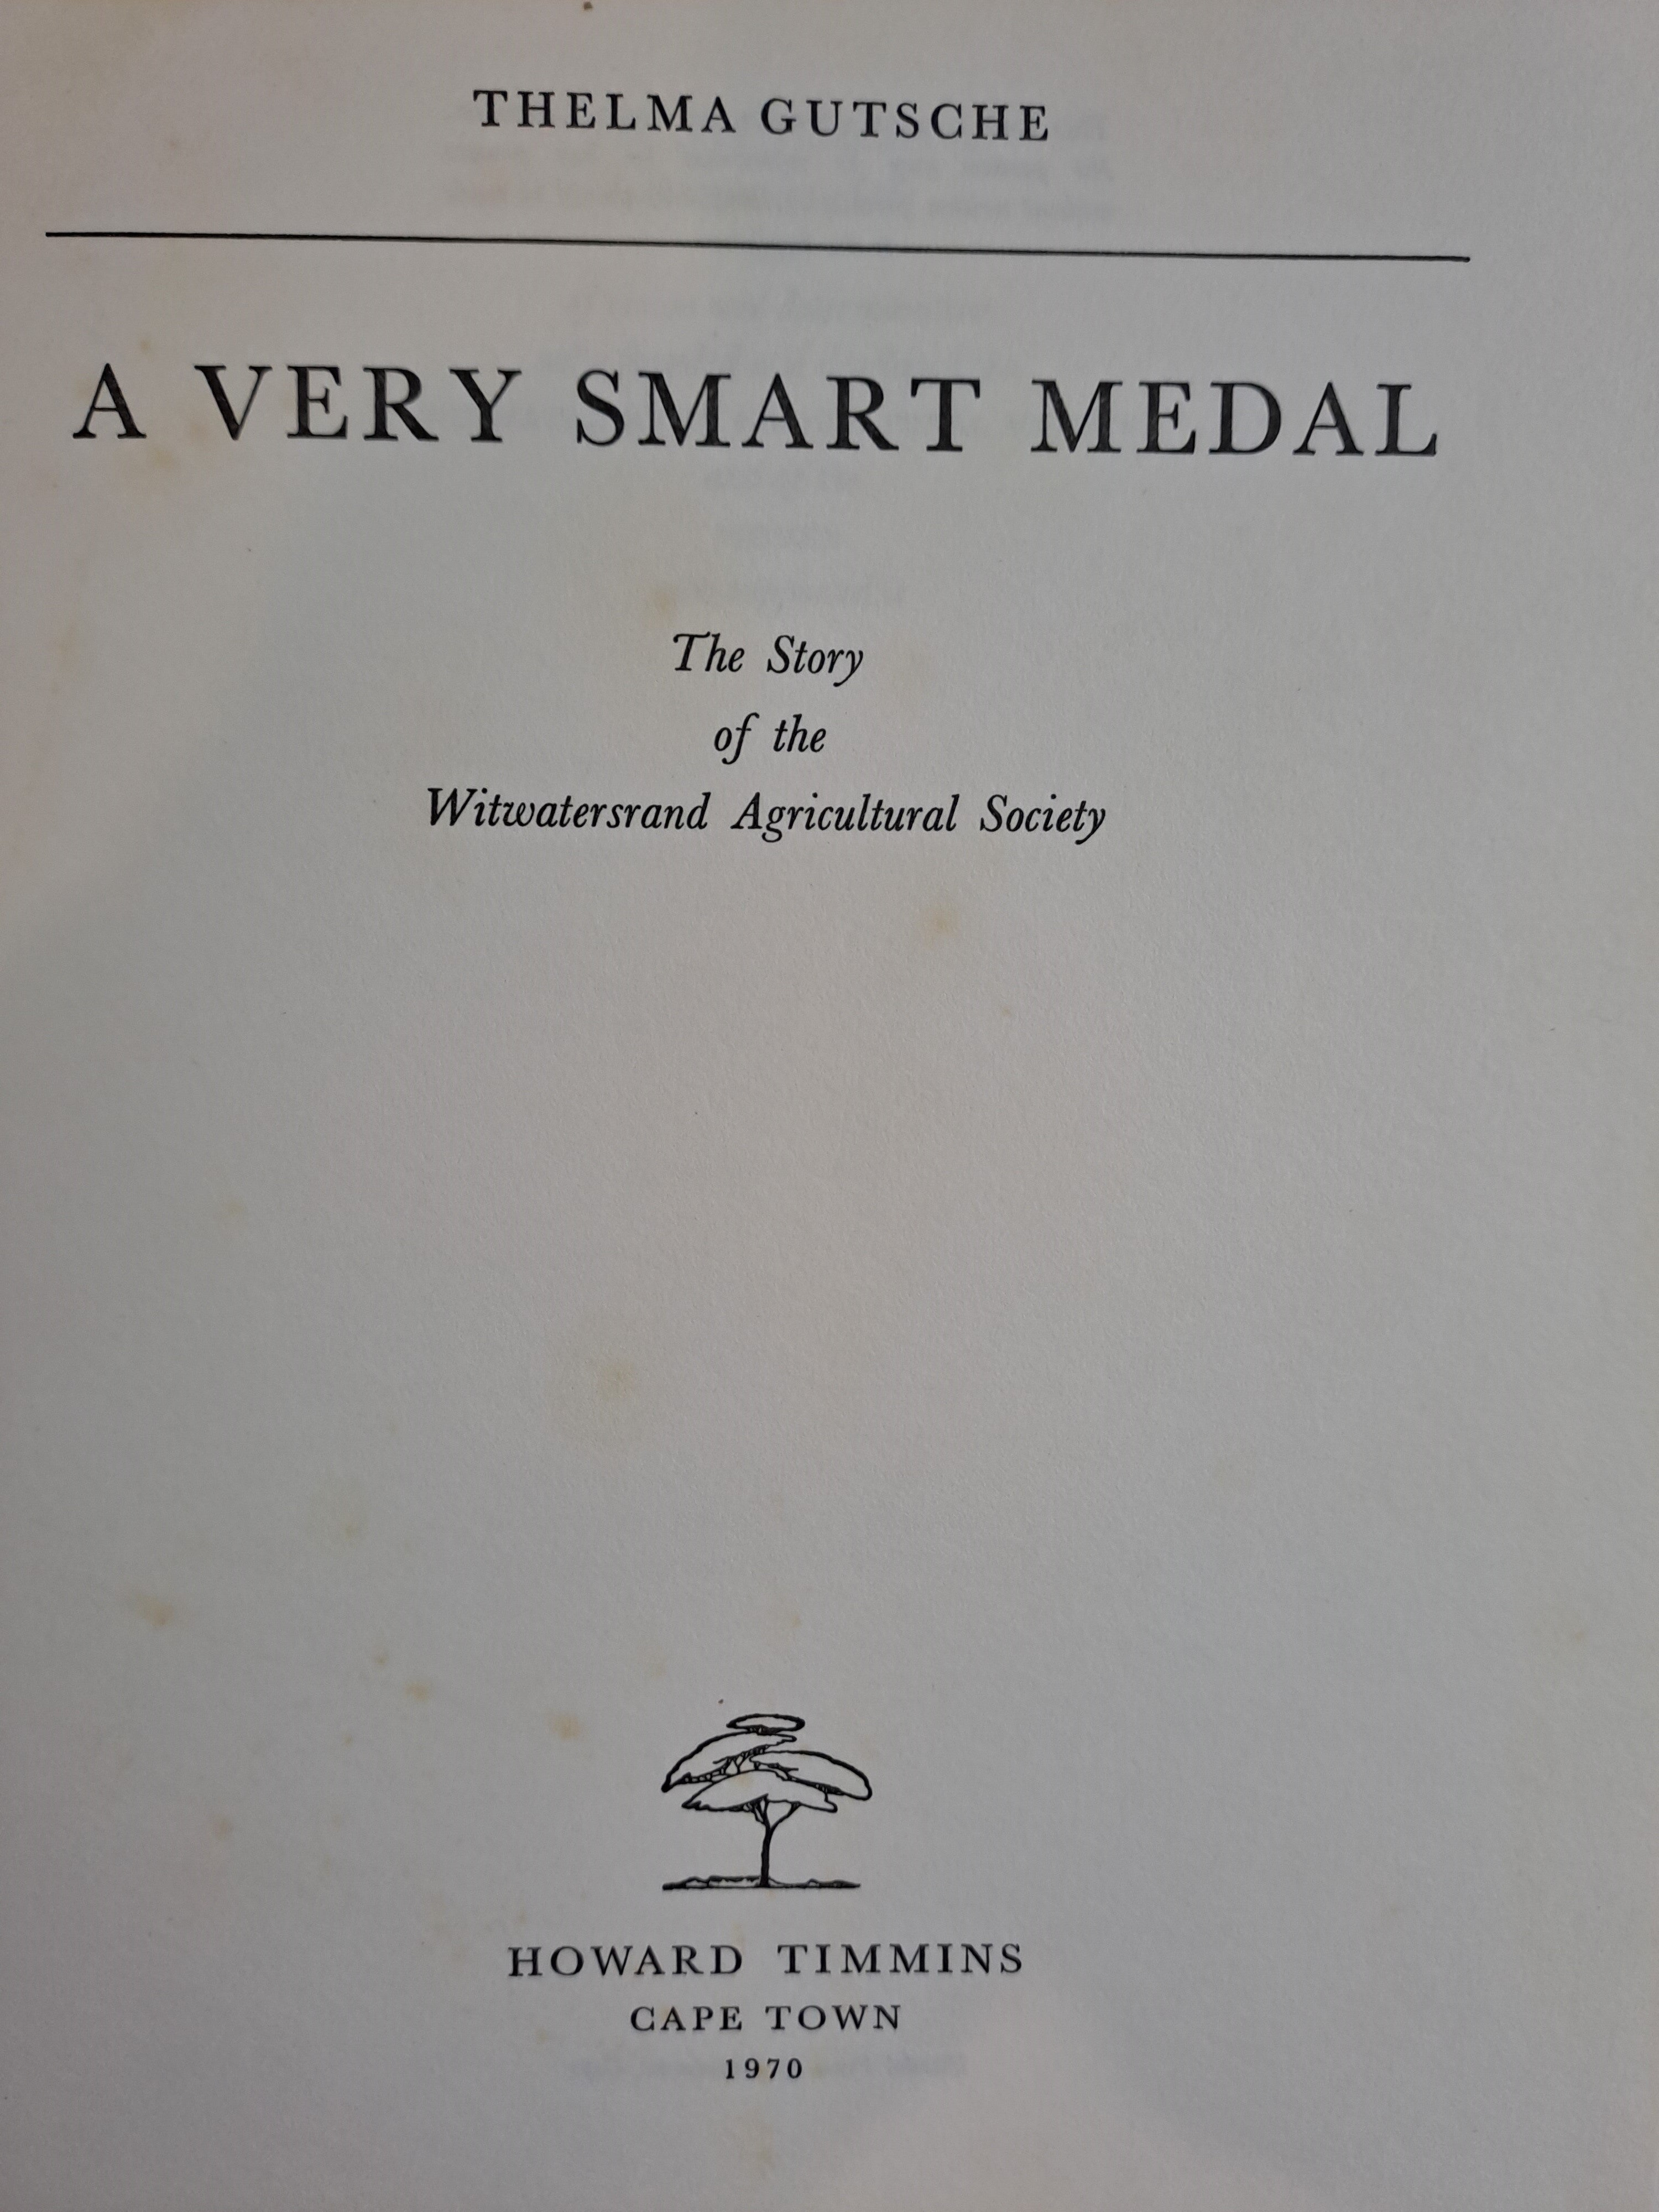 THELMA GUTSCHE
A VERY SMART MEDAL
The Story
of the
Witwatersrand Agricultural Society
HOWARD TIMMINS
CAPE TOWN
1970